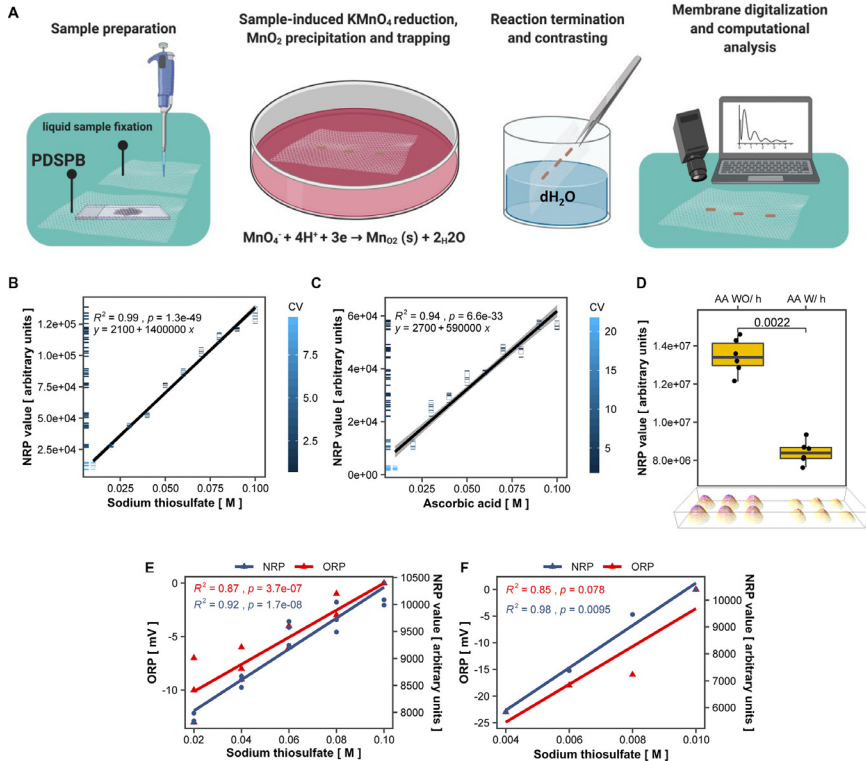 A
Sample preparation
Sample-induced KMnO₄ reduction,
MnO₂ precipitation and trapping
Reaction termination
and contrasting
Membrane digitalization
and computational
analysis
liquid sample fixation
PDSPB
dH₂O
MnO₄⁻ + 4H⁺ + 3e → Mn_O2 (s) + 2_H2O
B
NRP value [ arbitrary units ]
1.2e+05
1.0e+05
7.5e+04
5.0e+04
2.5e+04
R² = 0.99 , p = 1.3e-49
y = 2100 + 1400000 x
0.025
0.050
0.075
0.100
Sodium thiosulfate [ M ]
CV
7.5
5.0
2.5
C
NRP value [ arbitrary units ]
6e+04
4e+04
2e+04
0e+00
R² = 0.94 , p = 6.6e-33
y = 2700 + 590000 x
0.025
0.050
0.075
0.100
Ascorbic acid [ M ]
CV
20
15
10
5
D
AA WO/ h
AA W/ h
0.0022
NRP value [ arbitrary units ]
1.4e+07
1.2e+07
1.0e+07
8.0e+06
E
NRP
ORP
R² = 0.87 , p = 3.7e-07
R² = 0.92 , p = 1.7e-08
ORP [ mV ]
0
-5
-10
0.02
0.04
0.06
0.08
0.10
Sodium thiosulfate [ M ]
10500
10000
9500
9000
8500
8000
NRP value [ arbitrary
units ]
F
NRP
ORP
R² = 0.85 , p = 0.078
R² = 0.98 , p = 0.0095
ORP [ mV ]
0
-5
-10
-15
-20
-25
0.004
0.006
0.008
0.010
Sodium thiosulfate [ M ]
10000
9000
8000
7000
6000
NRP value [ arbitrary
units ]